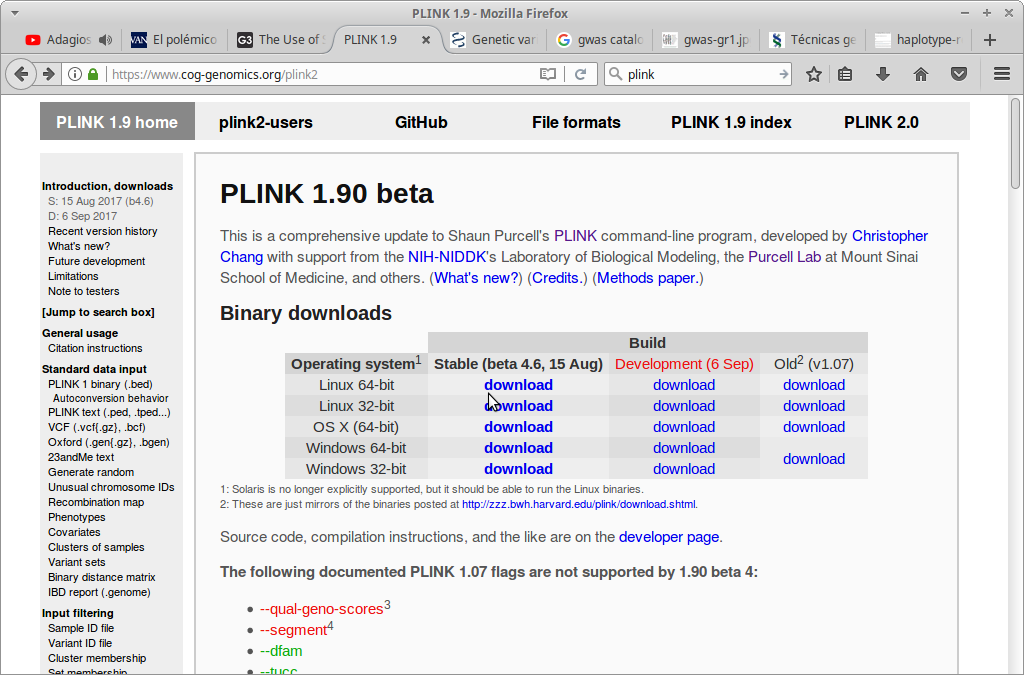 PLINK 1.9 - Mozilla Firefox
Adagios
El polémico
The Use of
PLINK 1.9
Genetic var
gwas catalo
gwas-gr1.jp
Técnicas ge
haplotype-r
https://www.cog-genomics.org/plink2
plink
PLINK 1.9 home plink2-users GitHub File formats PLINK 1.9 index PLINK 2.0
Introduction, downloads
S: 15 Aug 2017 (b4.6)
D: 6 Sep 2017
Recent version history
What's new?
Future development
Limitations
Note to testers
[Jump to search box]
General usage
Citation instructions
Standard data input
PLINK 1 binary (.bed)
Autoconversion behavior
PLINK text (.ped, .tped...)
VCF (.vcf{.gz}, .bcf)
Oxford (.gen{.gz}, .bgen)
23andMe text
Generate random
Unusual chromosome IDs
Recombination map
Phenotypes
Covariates
Clusters of samples
Variant sets
Binary distance matrix
IBD report (.genome)
Input filtering
Sample ID file
Variant ID file
Cluster membership
Set membership
PLINK 1.90 beta
This is a comprehensive update to Shaun Purcell's PLINK command-line program, developed by Christopher
Chang with support from the NIH-NIDDK's Laboratory of Biological Modeling, the Purcell Lab at Mount Sinai
School of Medicine, and others. (What's new?) (Credits.) (Methods paper.)
Binary downloads
Build
Operating system1 Stable (beta 4.6, 15 Aug) Development (6 Sep) Old2 (v1.07)
Linux 64-bit download download download
Linux 32-bit download download download
OS X (64-bit) download download download
Windows 64-bit download download download
Windows 32-bit download download
1: Solaris is no longer explicitly supported, but it should be able to run the Linux binaries.
2: These are just mirrors of the binaries posted at http://zzz.bwh.harvard.edu/plink/download.shtml.
Source code, compilation instructions, and the like are on the developer page.
The following documented PLINK 1.07 flags are not supported by 1.90 beta 4:
• --qual-geno-scores3
• --segment4
• --dfam
• --tucc